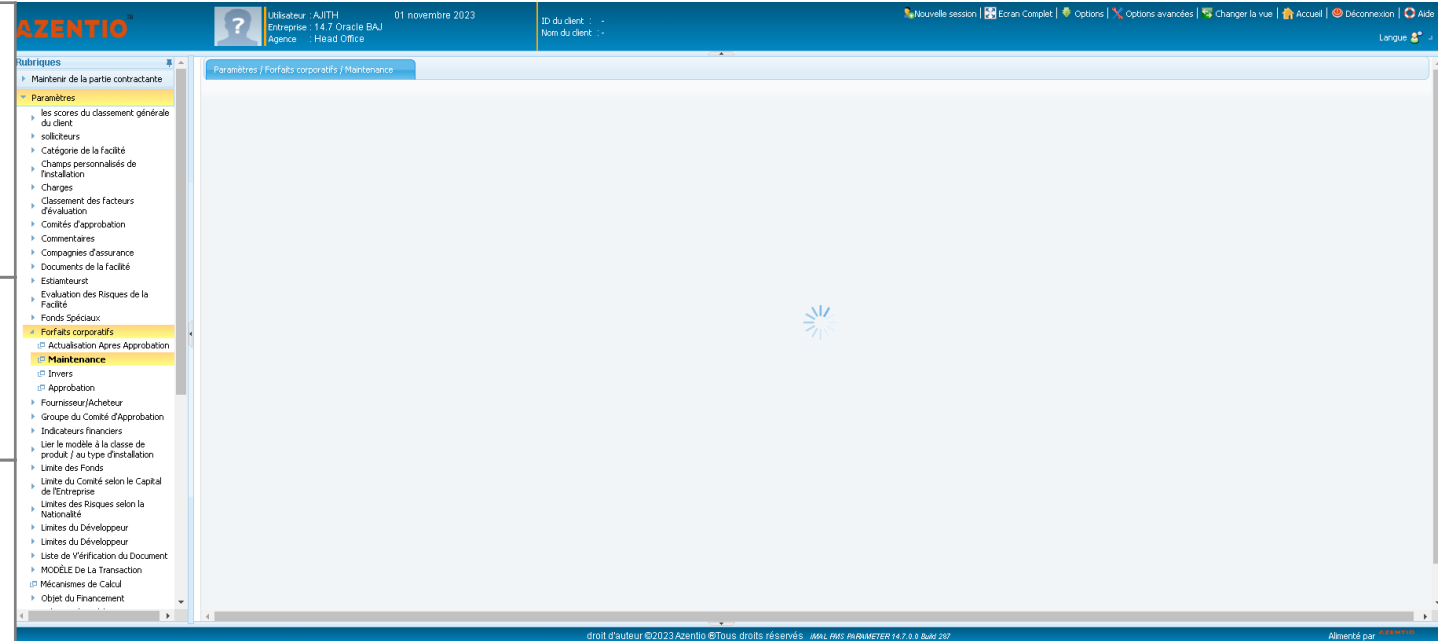 AZENTIO™
Utilisateur : AJITH 01 novembre 2023
Entreprise : 14.7 Oracle BAJ
Agence : Head Office
ID du client : -
Nom du client : -
Nouvelle session | Ecran Complet | Options | Options avancées | Changer la vue | Accueil | Déconnexion | Aide
Langue
Rubriques
Maintenir de la partie contractante
Paramètres
les scores du classement générale
du client
solliciteurs
Catégorie de la facilité
Champs personnalisés de
l'installation
Charges
Classement des facteurs
d'évaluation
Comités d'approbation
Commentaires
Compagnies d'assurance
Documents de la facilité
Estiamteurst
Evaluation des Risques de la
Facilité
Fonds Spéciaux
Forfaits corporatifs
Actualisation Apres Approbation
Maintenance
Invers
Approbation
Fournisseur/Acheteur
Groupe du Comité d'Approbation
Indicateurs financiers
Lier le modèle à la classe de
produit / au type d'installation
Limite des Fonds
Limite du Comité selon le Capital
de l'Entreprise
Limites des Risques selon la
Nationalité
Limites du Développeur
Limites du Développeur
Liste de V'érification du Document
MODÈLE De La Transaction
Mécanismes de Calcul
Objet du Financement
Paramètres / Forfaits corporatifs / Maintenance
droit d'auteur ©2023 Azentio ®Tous droits réservés IMAL FMS PARAMETER 14.7.0.0 Build 287
Alimenté par AZENTIO